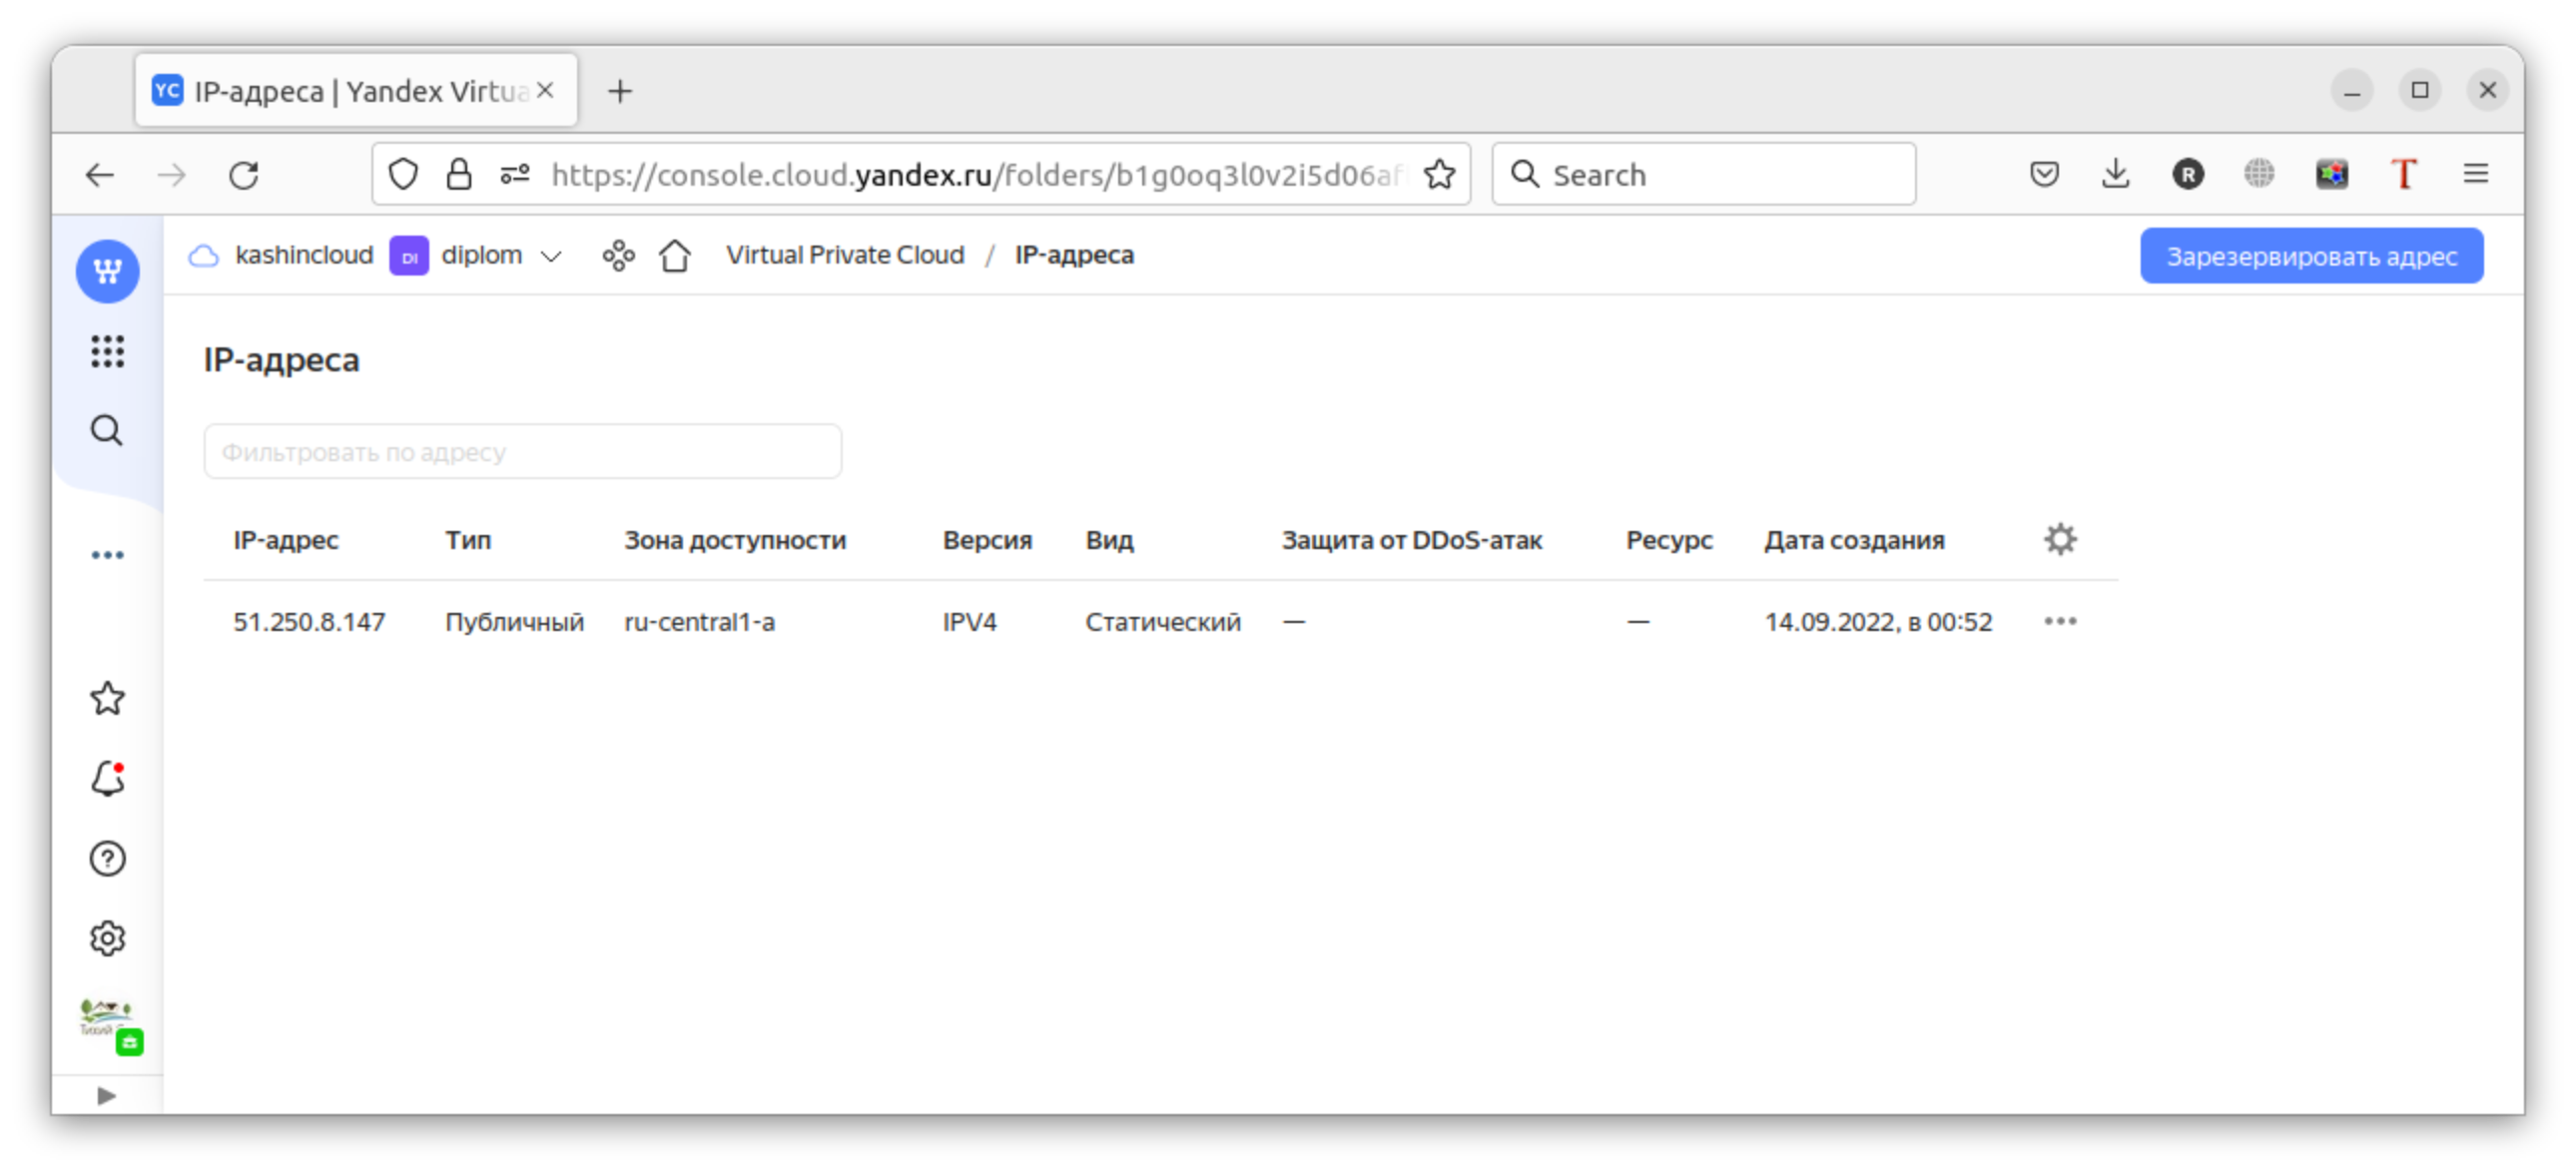 YC IP-адреса | Yandex Virtua
https://console.cloud.yandex.ru/folders/b1g0oq3l0v2i5d06af
Search
R
T
kashincloud DI diplom Virtual Private Cloud / IP-адреса
Зарезервировать адрес
IP-адреса
Фильтровать по адресу
IP-адрес Тип Зона доступности Версия Вид Защита от DDoS-атак Ресурс Дата создания
51.250.8.147 Публичный ru-central1-a IPV4 Статический — — 14.09.2022, в 00:52
Тихий